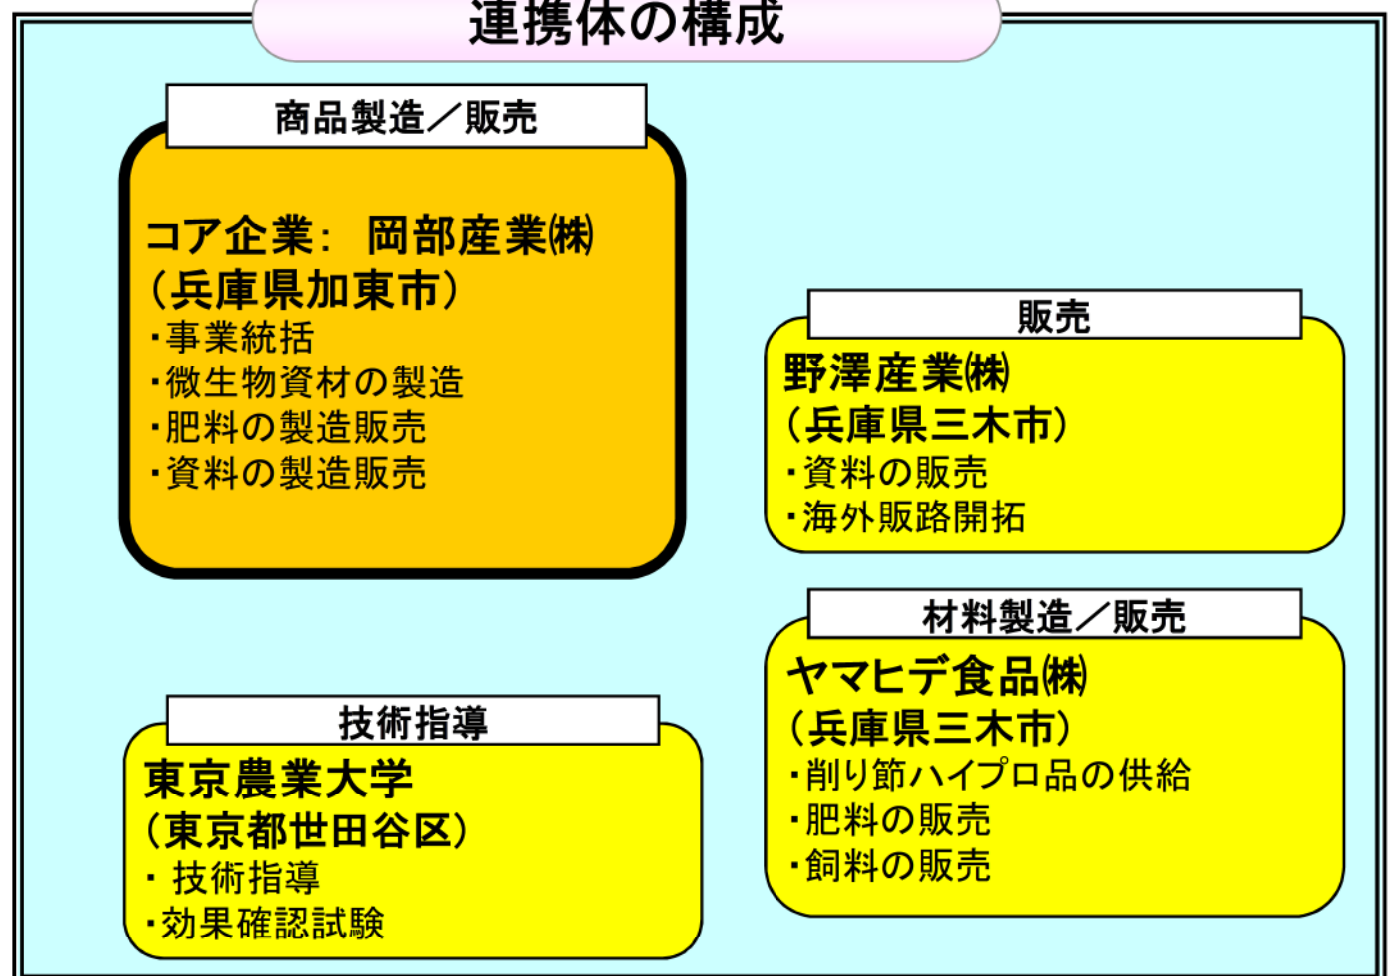 連携体の構成
商品製造／販売
コア企業： 岡部産業㈱
（兵庫県加東市）
・事業統括
・微生物資材の製造
・肥料の製造販売
・資料の製造販売
販売
野澤産業㈱
（兵庫県三木市）
・資料の販売
・海外販路開拓
材料製造／販売
ヤマヒデ食品㈱
（兵庫県三木市）
・削り節ハイプロ品の供給
・肥料の販売
・飼料の販売
技術指導
東京農業大学
（東京都世田谷区）
・ 技術指導
・効果確認試験